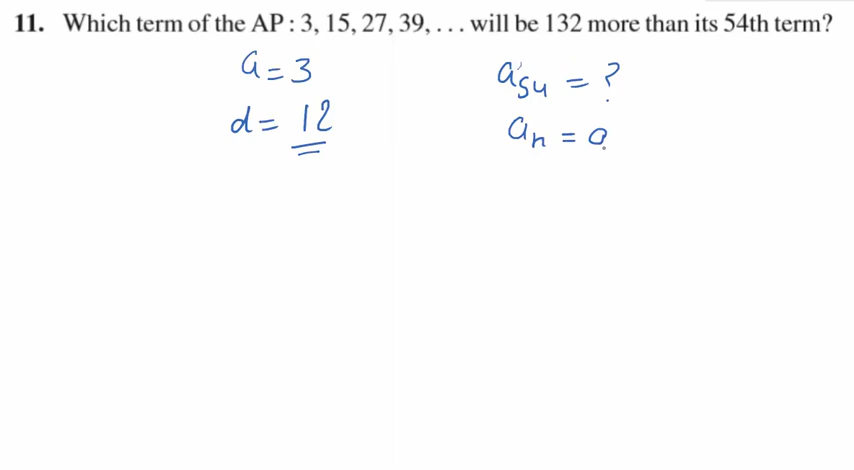 11. Which term of the AP : 3, 15, 27, 39, . . . will be 132 more than its 54th term?
a = 3
a54 = ?
d = 12
an = a